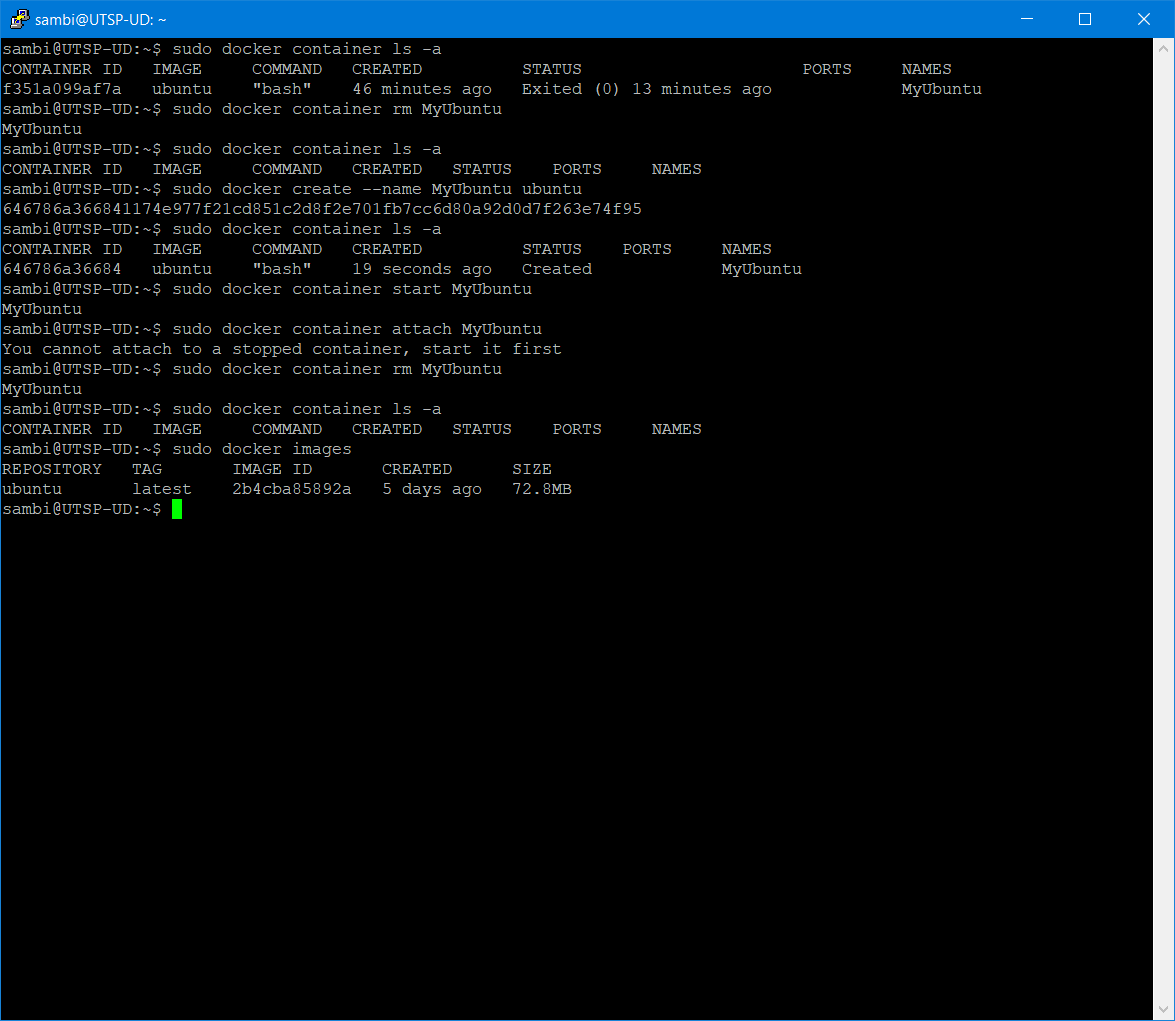 sambi@UTSP-UD: ~
sambi@UTSP-UD:~$ sudo docker container ls -a
CONTAINER ID   IMAGE     COMMAND   CREATED          STATUS                      PORTS     NAMES
f351a099af7a   ubuntu    "bash"    46 minutes ago   Exited (0) 13 minutes ago             MyUbuntu
sambi@UTSP-UD:~$ sudo docker container rm MyUbuntu
MyUbuntu
sambi@UTSP-UD:~$ sudo docker container ls -a
CONTAINER ID   IMAGE     COMMAND   CREATED   STATUS    PORTS     NAMES
sambi@UTSP-UD:~$ sudo docker create --name MyUbuntu ubuntu
646786a366841174e977f21cd851c2d8f2e701fb7cc6d80a92d0d7f263e74f95
sambi@UTSP-UD:~$ sudo docker container ls -a
CONTAINER ID   IMAGE     COMMAND   CREATED          STATUS    PORTS     NAMES
646786a36684   ubuntu    "bash"    19 seconds ago   Created             MyUbuntu
sambi@UTSP-UD:~$ sudo docker container start MyUbuntu
MyUbuntu
sambi@UTSP-UD:~$ sudo docker container attach MyUbuntu
You cannot attach to a stopped container, start it first
sambi@UTSP-UD:~$ sudo docker container rm MyUbuntu
MyUbuntu
sambi@UTSP-UD:~$ sudo docker container ls -a
CONTAINER ID   IMAGE     COMMAND   CREATED   STATUS    PORTS     NAMES
sambi@UTSP-UD:~$ sudo docker images
REPOSITORY   TAG       IMAGE ID       CREATED      SIZE
ubuntu       latest    2b4cba85892a   5 days ago   72.8MB
sambi@UTSP-UD:~$